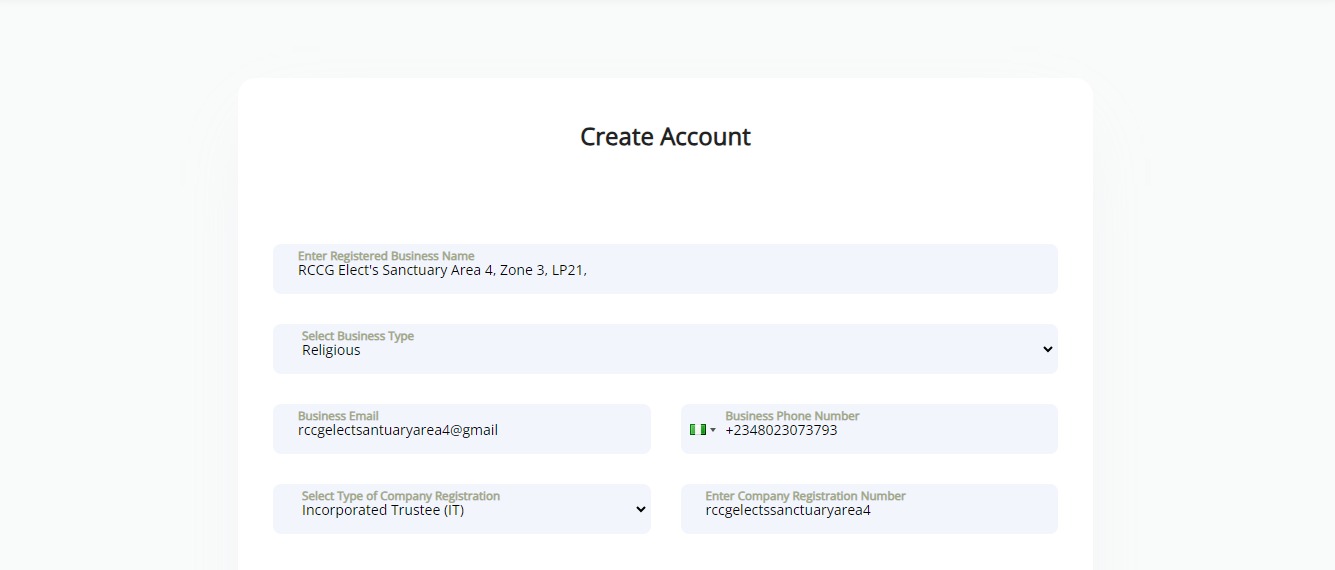 Create Account
Enter Registered Business Name
RCCG Elect's Sanctuary Area 4, Zone 3, LP21,
Select Business Type
Religious
Business Email
rccgelectsantuaryarea4@gmail
Business Phone Number
+2348023073793
Select Type of Company Registration
Incorporated Trustee (IT)
Enter Company Registration Number
rccgelectssanctuaryarea4